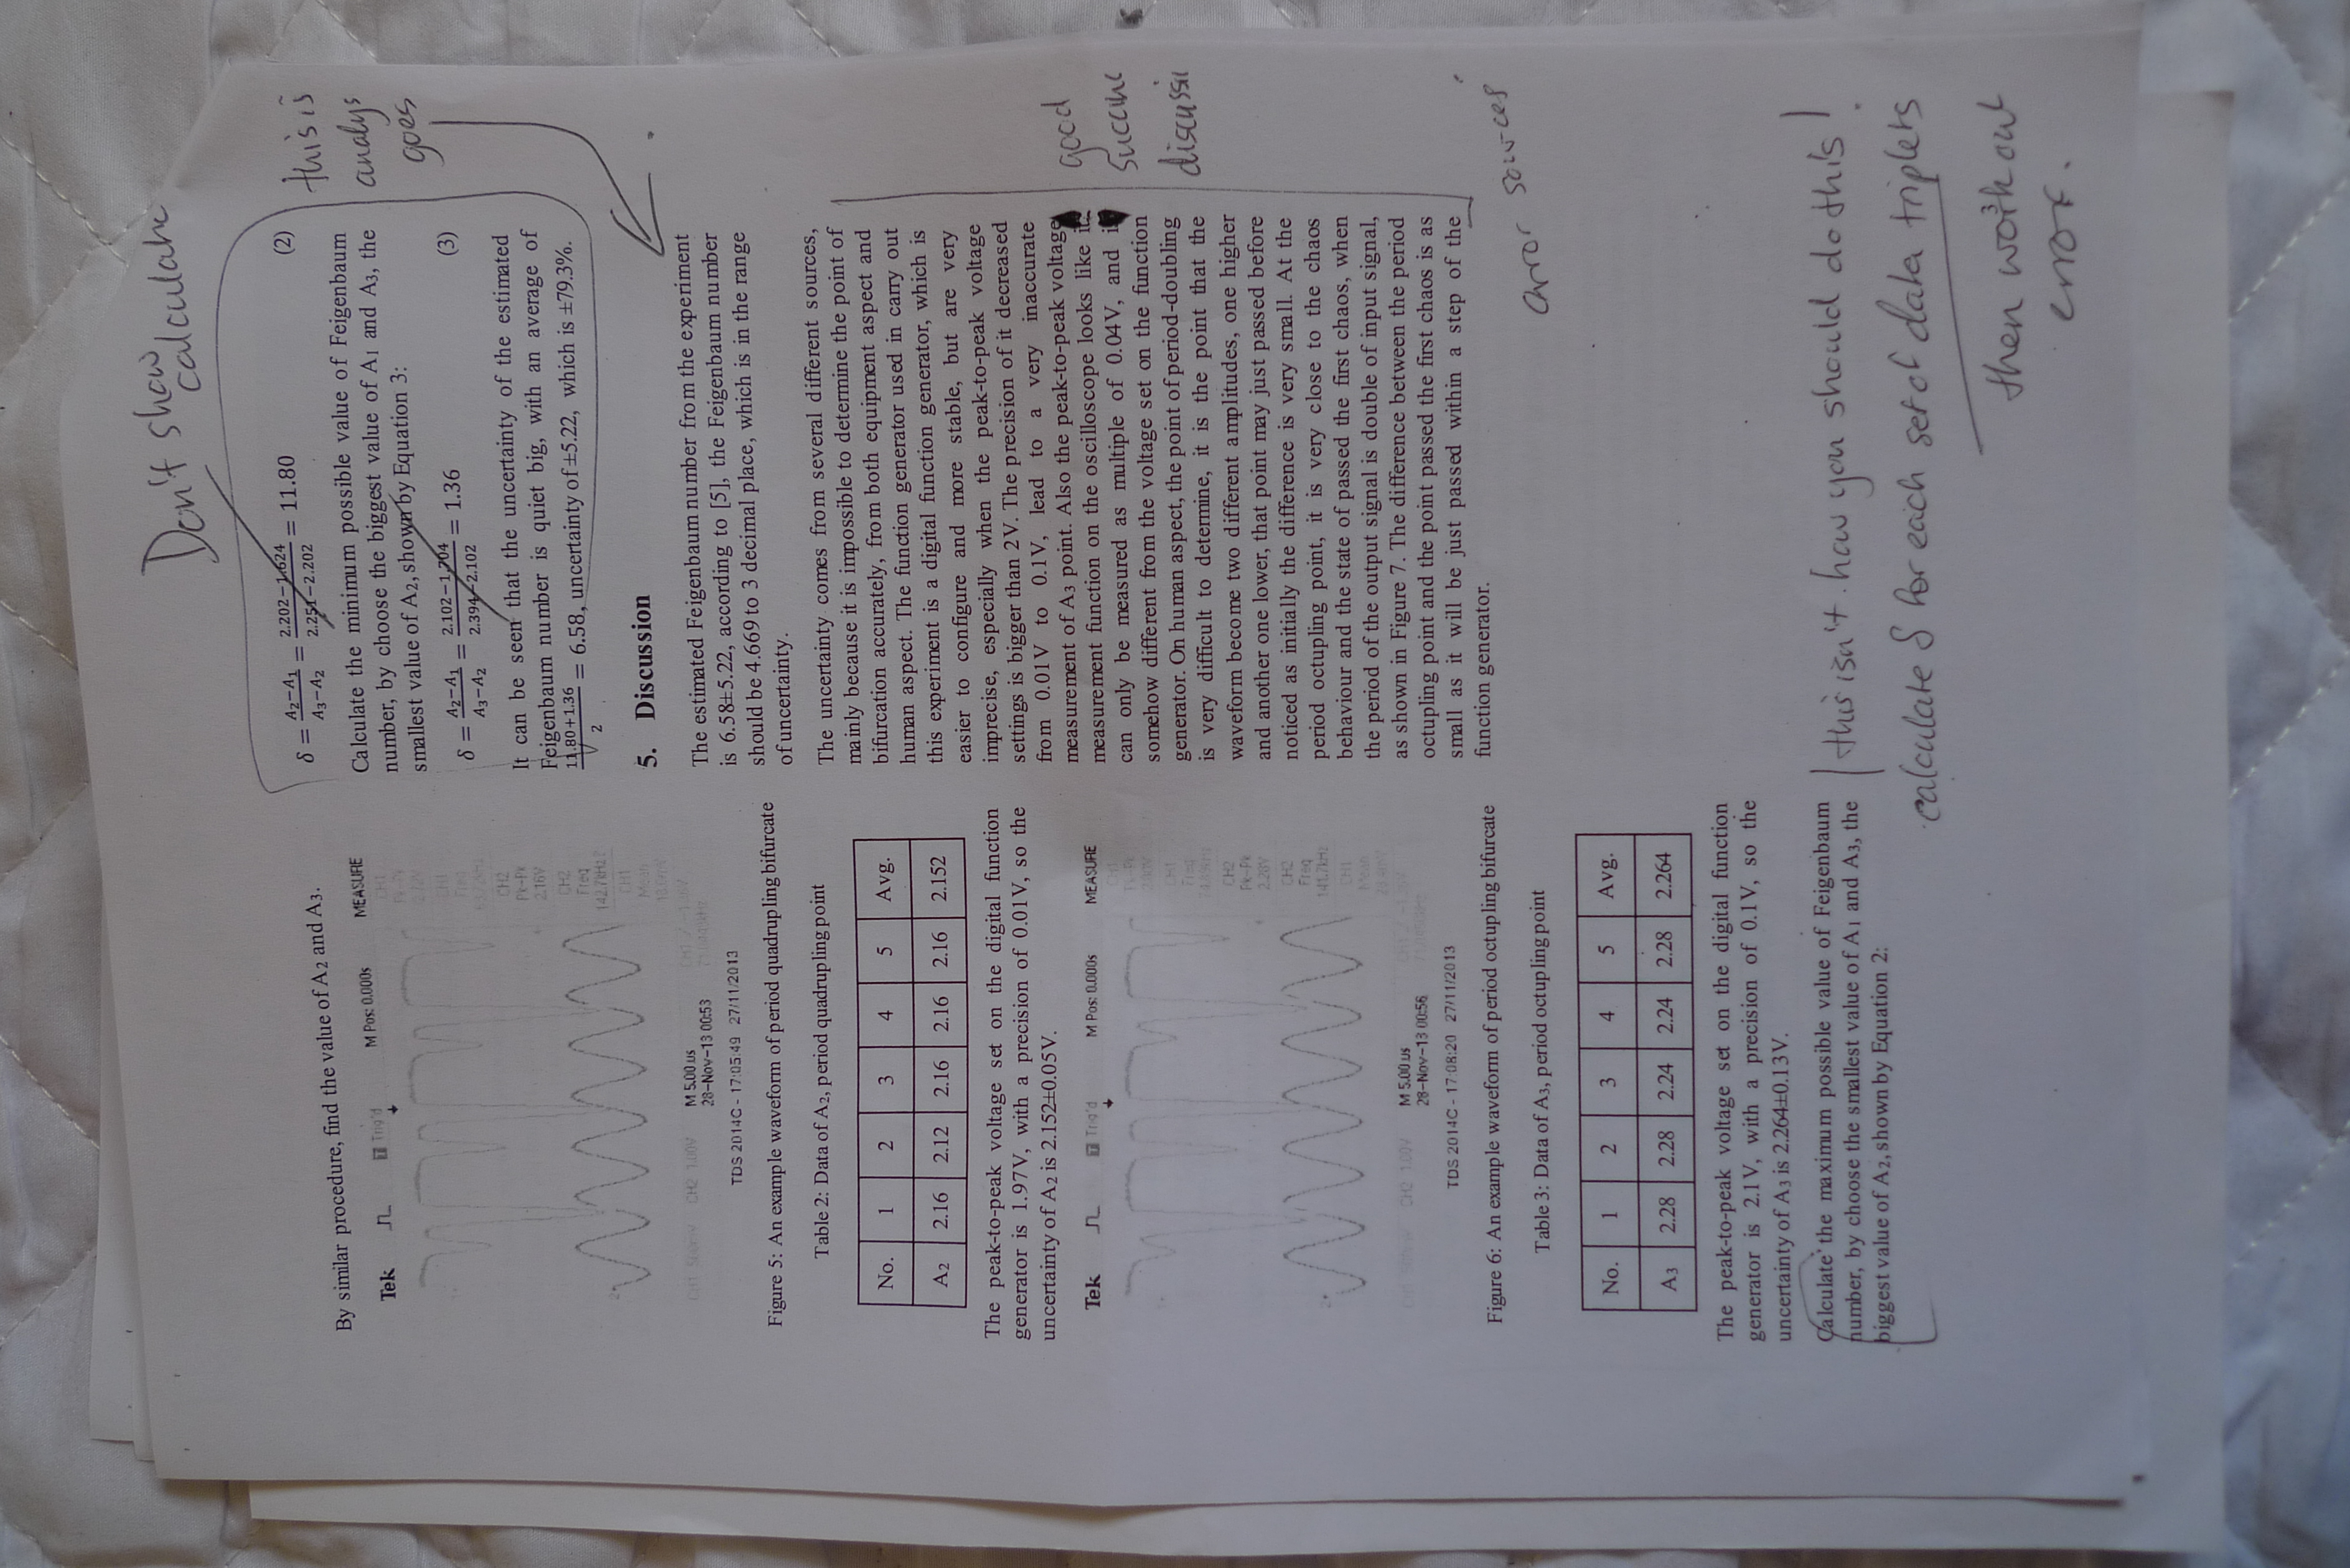 Don't show
calculate
By similar procedure, find the value of A2 and A3.
Tek Trig'd M Pos: 0.000s MEASURE
CH1
Pk-Pk
CH1
Freq
CH2
Pk-Pk
2.16V
CH2
Freq
142.7kHz?
CH1
Mean
CH1 500mV CH2 1.00V M 5.00us
28-Nov-13 00:53
TDS 2014C - 17:05:49 27/11/2013
Figure 5: An example waveform of period quadrupling bifurcate
Table 2: Data of A2, period quadrupling point
No. 1 2 3 4 5 Avg.
A2 2.16 2.12 2.16 2.16 2.16 2.152
The peak-to-peak voltage set on the digital function
generator is 1.97V, with a precision of 0.01V, so the
uncertainty of A2 is 2.152±0.05V.
Tek Trig'd M Pos: 0.000s MEASURE
CH1
Pk-Pk
CH1
Freq
CH2
Pk-Pk
2.28V
CH2
Freq
141.7kHz
CH1
Mean
CH2 1.00V M 5.00us
28-Nov-13 00:56
TDS 2014C - 17:08:20 27/11/2013
Figure 6: An example waveform of period octupling bifurcate
Table 3: Data of A3, period octupling point
No. 1 2 3 4 5 Avg.
A3 2.28 2.28 2.24 2.24 2.28 2.264
The peak-to-peak voltage set on the digital function
generator is 2.1V, with a precision of 0.1V, so the
uncertainty of A3 is 2.264±0.13V.
Calculate the maximum possible value of Feigenbaum
number, by choose the smallest value of A1 and A3, the
biggest value of A2, shown by Equation 2:
δ = A2−A1 / A3−A2 = 2.202−1.624 / 2.251−2.202 = 11.80 (2)
Calculate the minimum possible value of Feigenbaum
number, by choose the biggest value of A1 and A3, the
smallest value of A2, shown by Equation 3:
δ = A2−A1 / A3−A2 = 2.102−1.704 / 2.394−2.102 = 1.36 (3)
It can be seen that the uncertainty of the estimated
Feigenbaum number is quiet big, with an average of
11.80+1.36 / 2 = 6.58, uncertainty of ±5.22, which is ±79.3%.
this is
analys
goes
5. Discussion
The estimated Feigenbaum number from the experiment
is 6.58±5.22, according to [5], the Feigenbaum number
should be 4.669 to 3 decimal place, which is in the range
of uncertainty.
The uncertainty comes from several different sources,
mainly because it is impossible to determine the point of
bifurcation accurately, from both equipment aspect and
human aspect. The function generator used in carry out
this experiment is a digital function generator, which is
easier to configure and more stable, but are very
imprecise, especially when the peak-to-peak voltage
settings is bigger than 2V. The precision of it decreased
from 0.01V to 0.1V, lead to a very inaccurate
measurement of A3 point. Also the peak-to-peak voltage
measurement function on the oscilloscope looks like it
can only be measured as multiple of 0.04V, and
somehow different from the voltage set on the function
generator. On human aspect, the point of period-doubling
is very difficult to determine, it is the point that the
waveform become two different amplitudes, one higher
and another one lower, that point may just passed before
noticed as initially the difference is very small. At the
period octupling point, it is very close to the chaos
behaviour and the state of passed the first chaos, when
the period of the output signal is double of input signal,
as shown in Figure 7. The difference between the period
octupling point and the point passed the first chaos is as
small as it will be just passed within a step of the
function generator.
good
succinc
discussi
error sources
this isn't how you should do this!
calculate δ for each set of data triplets
then work out
error.
3